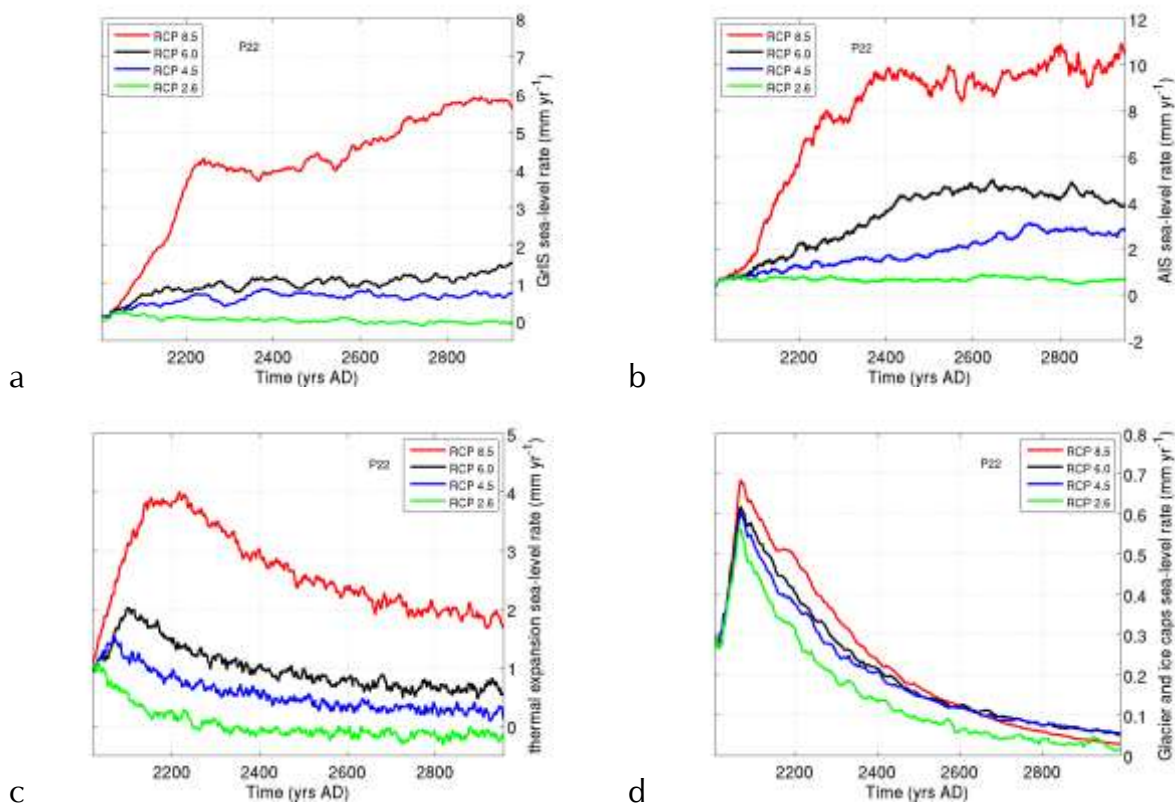 RCP 8.5
RCP 6.0
RCP 4.5
RCP 2.6
P22
8
7
6
5
4
3
2
1
0
GrIS sea-level rate (mm yr⁻¹)
2200 2400 2600 2800
Time (yrs AD)
a
RCP 8.5
RCP 6.0
RCP 4.5
RCP 2.6
P22
12
10
8
6
4
2
0
-2
AIS sea-level rate (mm yr⁻¹)
2200 2400 2600 2800
Time (yrs AD)
b
P22
RCP 8.5
RCP 6.0
RCP 4.5
RCP 2.6
5
4
3
2
1
0
thermal expansion sea-level rate (mm yr⁻¹)
2200 2400 2600 2800
Time (yrs AD)
c
P22
RCP 8.5
RCP 6.0
RCP 4.5
RCP 2.6
0.8
0.7
0.6
0.5
0.4
0.3
0.2
0.1
0
Glacier and ice caps sea-level rate (mm yr⁻¹)
2200 2400 2600 2800
Time (yrs AD)
d